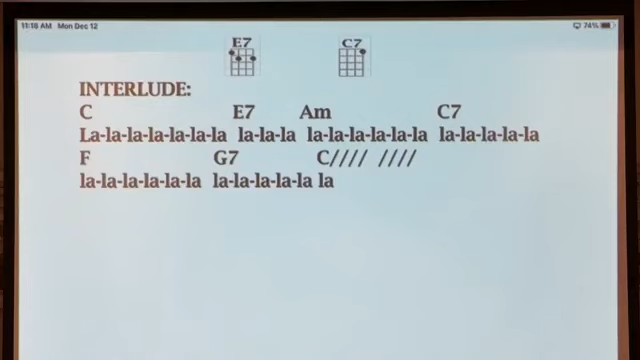 11:18 AM Mon Dec 12
74%
E7 C7
INTERLUDE:
C E7 Am C7
La-la-la-la-la-la-la la-la-la la-la-la-la-la-la la-la-la-la-la
F G7 C//// ////
la-la-la-la-la-la la-la-la-la-la la